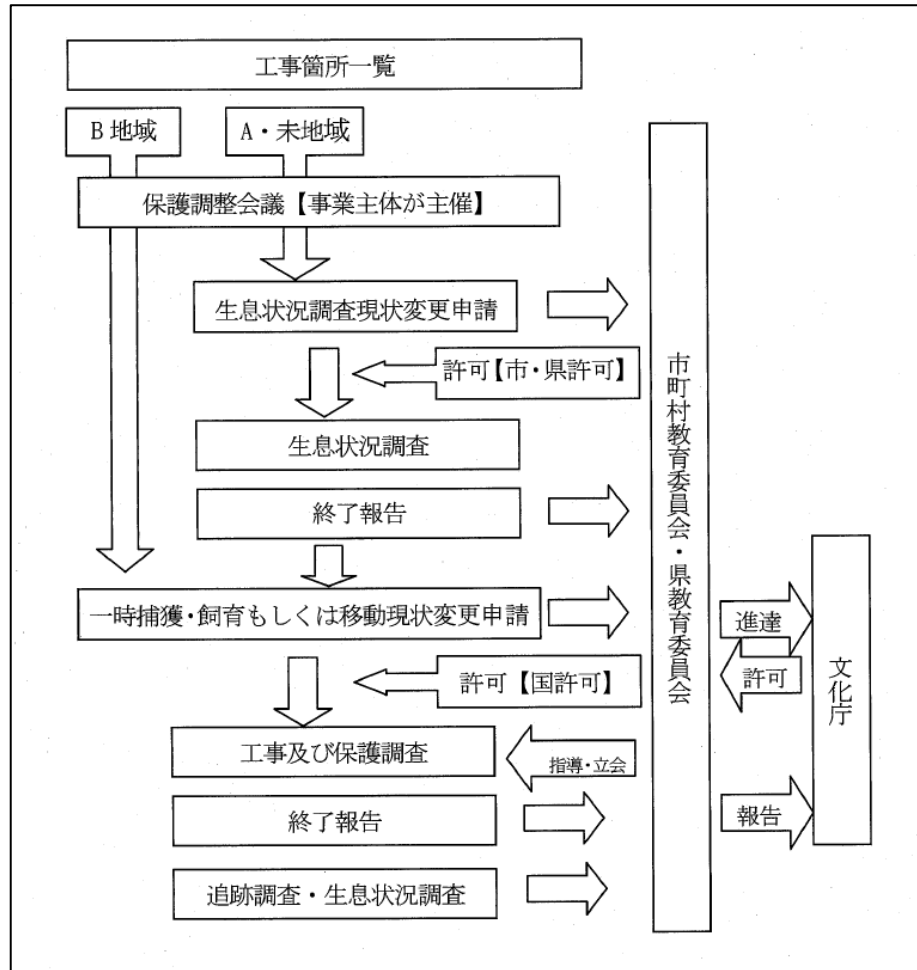 工事箇所一覧
B 地域
A・未地域
保護調整会議【事業主体が主催】
生息状況調査現状変更申請
許可【市・県許可】
生息状況調査
終了報告
一時捕獲・飼育もしくは移動現状変更申請
許可【国許可】
工事及び保護調査
指導・立会
終了報告
追跡調査・生息状況調査
市町村教育委員会・県教育委員会
進達
許可
報告
文化庁